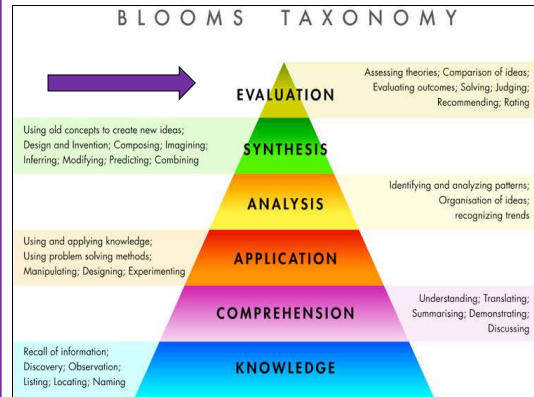 BLOOMS TAXONOMY
Assessing theories; Comparison of ideas;
Evaluating outcomes; Solving; Judging;
Recommending; Rating
EVALUATION
Using old concepts to create new ideas;
Design and Invention; Composing; Imagining;
Inferring; Modifying; Predicting; Combining
SYNTHESIS
Identifying and analyzing patterns;
Organisation of ideas;
recognizing trends
ANALYSIS
Using and applying knowledge;
Using problem solving methods;
Manipulating; Designing; Experimenting
APPLICATION
Understanding; Translating;
Summarising; Demonstrating;
Discussing
COMPREHENSION
Recall of information;
Discovery; Observation;
Listing; Locating; Naming
KNOWLEDGE